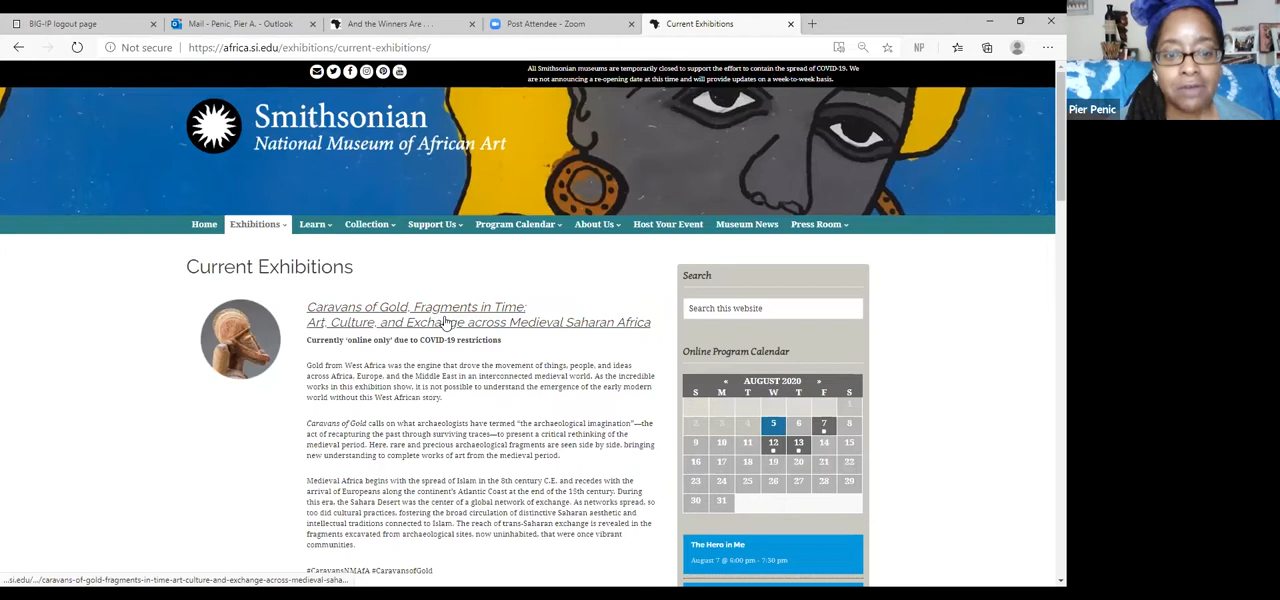 BIG-IP logout page
Mail - Penic, Pier A. - Outlook
And the Winners Are . . .
Post Attendee - Zoom
Current Exhibitions
Not secure
https://africa.si.edu/exhibitions/current-exhibitions/
NP
All Smithsonian museums are temporarily closed to support the effort to contain the spread of COVID-19. We
are not announcing a re-opening date at this time and will provide updates on a week-to-week basis.
Smithsonian
National Museum of African Art
Pier Penic
Home Exhibitions Learn Collection Support Us Program Calendar About Us Host Your Event Museum News Press Room
Current Exhibitions
Caravans of Gold, Fragments in Time:
Art, Culture, and Exchange across Medieval Saharan Africa
Currently ‘online only’ due to COVID-19 restrictions
Gold from West Africa was the engine that drove the movement of things, people, and ideas
across Africa, Europe, and the Middle East in an interconnected medieval world. As the incredible
works in this exhibition show, it is not possible to understand the emergence of the early modern
world without this West African story.
Caravans of Gold calls on what archaeologists have termed “the archaeological imagination”—the
act of recapturing the past through surviving traces—to present a critical rethinking of the
medieval period. Here, rare and precious archaeological fragments are seen side by side, bringing
new understanding to complete works of art from the medieval period.
Medieval Africa begins with the spread of Islam in the 8th century C.E. and recedes with the
arrival of Europeans along the continent’s Atlantic Coast at the end of the 15th century. During
this era, the Sahara Desert was the center of a global network of exchange. As networks spread, so
too did cultural practices, fostering the broad circulation of distinctive Saharan aesthetic and
intellectual traditions connected to Islam. The reach of trans-Saharan exchange is revealed in the
fragments excavated from archaeological sites, now uninhabited, that were once vibrant
communities.
#CaravansNMAfA #CaravansofGold
Search
Search this website
Online Program Calendar
« AUGUST 2020 »
S M T W T F S
1
2 3 4 5 6 7 8
9 10 11 12 13 14 15
16 17 18 19 20 21 22
23 24 25 26 27 28 29
30 31
The Hero in Me
August 7 @ 6:00 pm - 7:30 pm
...si.edu/.../caravans-of-gold-fragments-in-time-art-culture-and-exchange-across-medieval-saha...